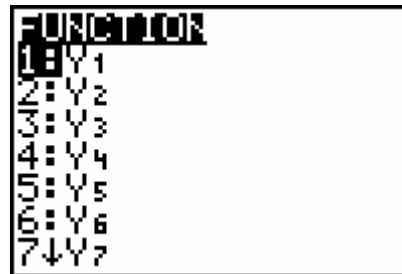 FUNCTION
1:Y₁
2:Y₂
3:Y₃
4:Y₄
5:Y₅
6:Y₆
7↓Y₇